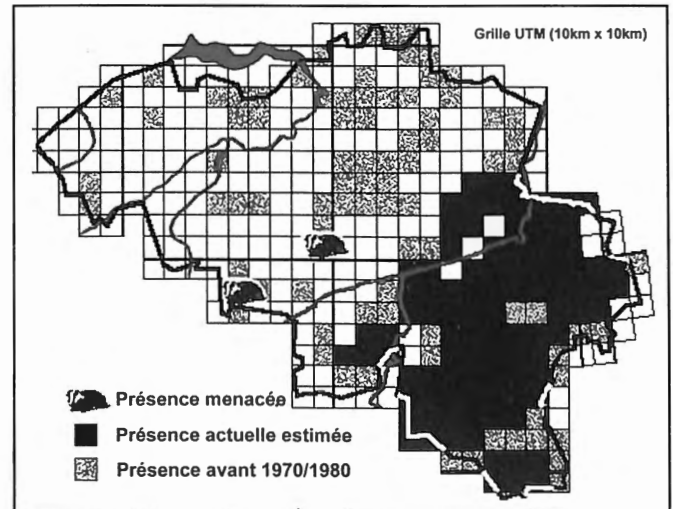 Grille UTM (10km x 10km)
Présence menacée
Présence actuelle estimée
Présence avant 1970/1980